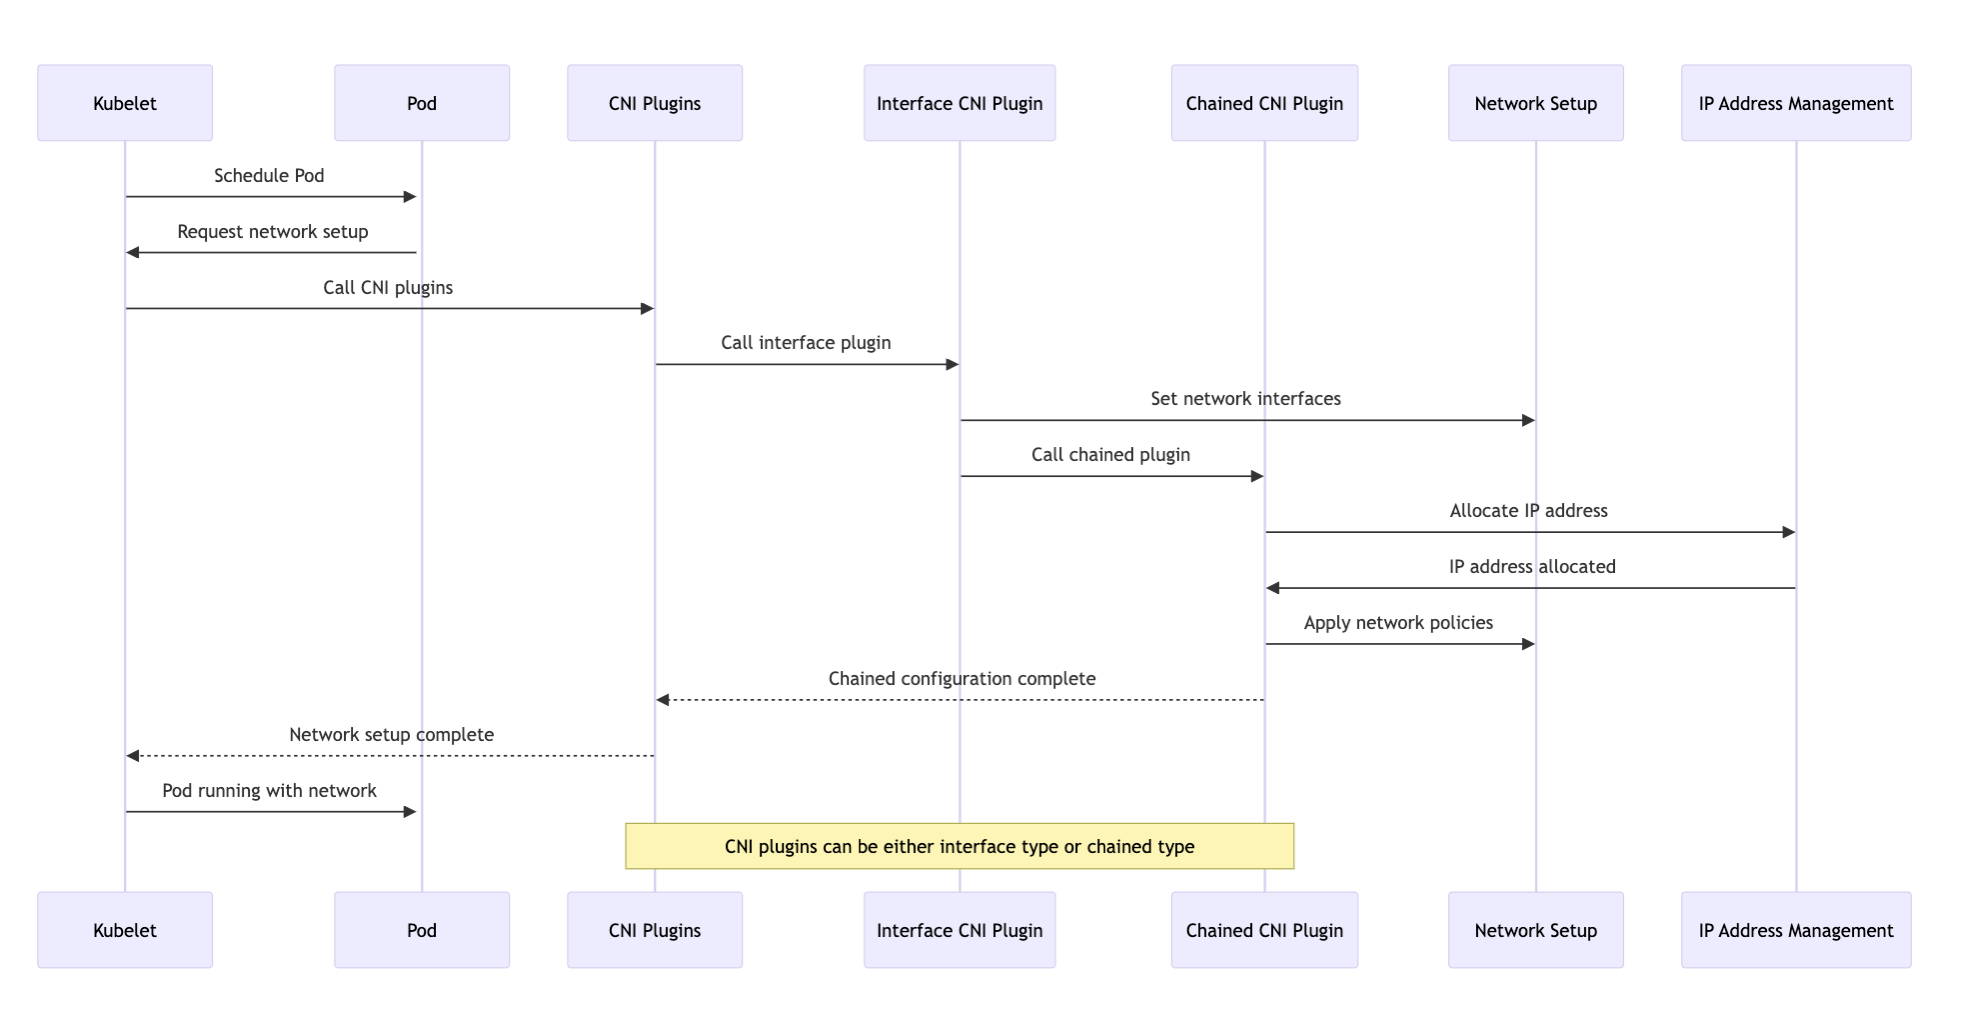 Kubelet
Pod
CNI Plugins
Interface CNI Plugin
Chained CNI Plugin
Network Setup
IP Address Management
Schedule Pod
Request network setup
Call CNI plugins
Call interface plugin
Set network interfaces
Call chained plugin
Allocate IP address
IP address allocated
Apply network policies
Chained configuration complete
Network setup complete
Pod running with network
CNI plugins can be either interface type or chained type
Kubelet
Pod
CNI Plugins
Interface CNI Plugin
Chained CNI Plugin
Network Setup
IP Address Management